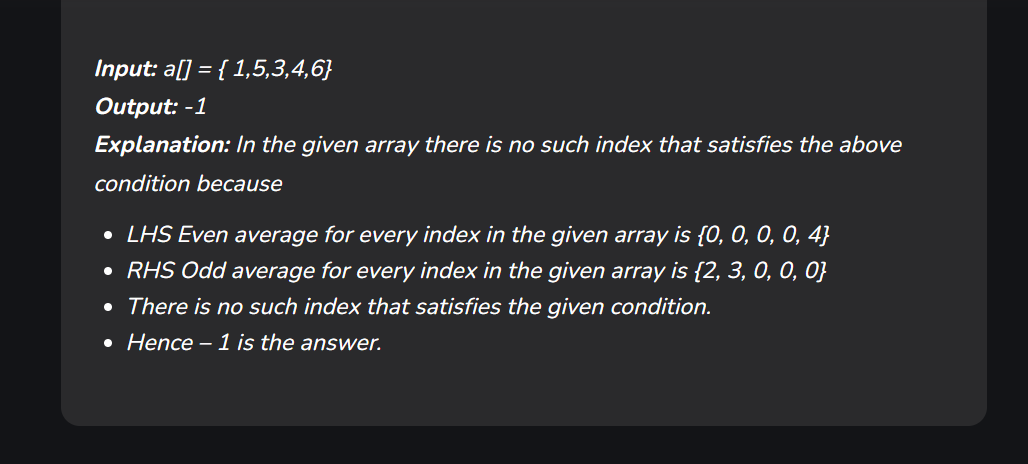 Input: a[] = { 1,5,3,4,6}
Output: -1
Explanation: In the given array there is no such index that satisfies the above
condition because
• LHS Even average for every index in the given array is {0, 0, 0, 0, 4}
• RHS Odd average for every index in the given array is {2, 3, 0, 0, 0}
• There is no such index that satisfies the given condition.
• Hence – 1 is the answer.